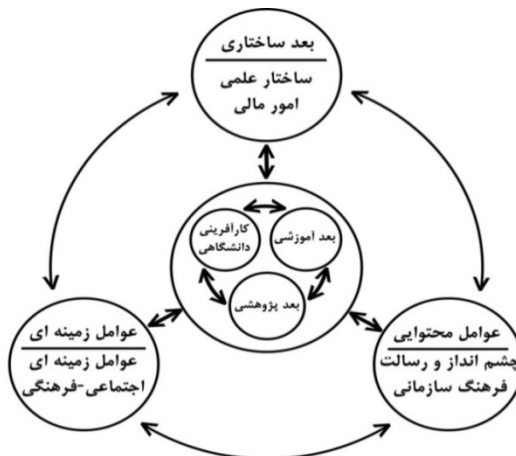 بعد ساختاری
ساختار علمی
امور مالی
کارآفرینی
دانشگاهی
بعد آموزشی
بعد پژوهشی
عوامل زمینه ای
عوامل زمینه ای
اجتماعی-فرهنگی
عوامل محتوایی
چشم انداز و رسالت
فرهنگ سازمانی